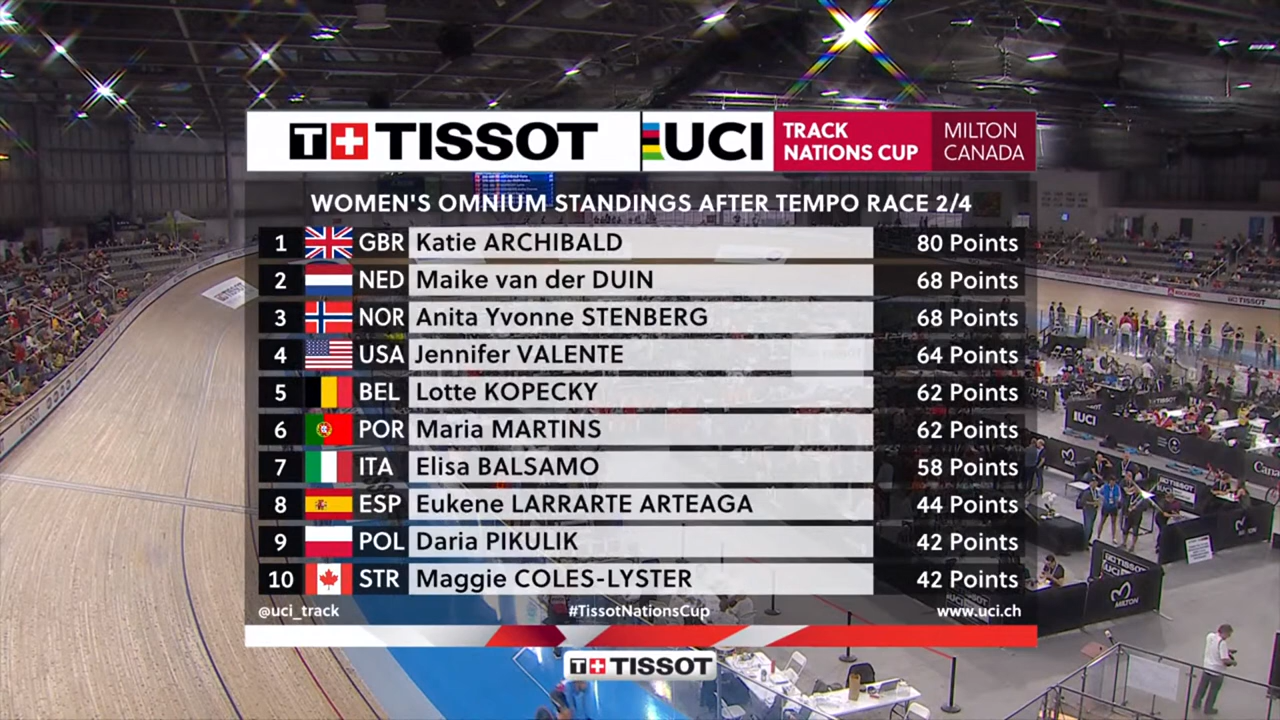 T+ TISSOT
UCI
TRACK
NATIONS CUP
MILTON
CANADA
WOMEN'S OMNIUM STANDINGS AFTER TEMPO RACE 2/4
1 GBR Katie ARCHIBALD 80 Points
2 NED Maike van der DUIN 68 Points
3 NOR Anita Yvonne STENBERG 68 Points
4 USA Jennifer VALENTE 64 Points
5 BEL Lotte KOPECKY 62 Points
6 POR Maria MARTINS 62 Points
7 ITA Elisa BALSAMO 58 Points
8 ESP Eukene LARRARTE ARTEAGA 44 Points
9 POL Daria PIKULIK 42 Points
10 STR Maggie COLES-LYSTER 42 Points
@uci_track #TissotNationsCup www.uci.ch
T+ TISSOT
TISSOT
UCI
TISSOT
MILTON